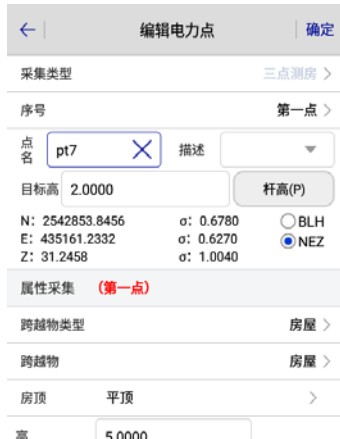 编辑电力点 确定
采集类型 三点测房
序号 第一点
点名 pt7 描述
目标高 2.0000 杆高(P)
N: 2542853.8456 σ: 0.6780 BLH
E: 435161.2332 σ: 0.6270 NEZ
Z: 31.2458 σ: 1.0040
属性采集 (第一点)
跨越物类型 房屋
跨越物 房屋
房顶 平顶
高 5.0000